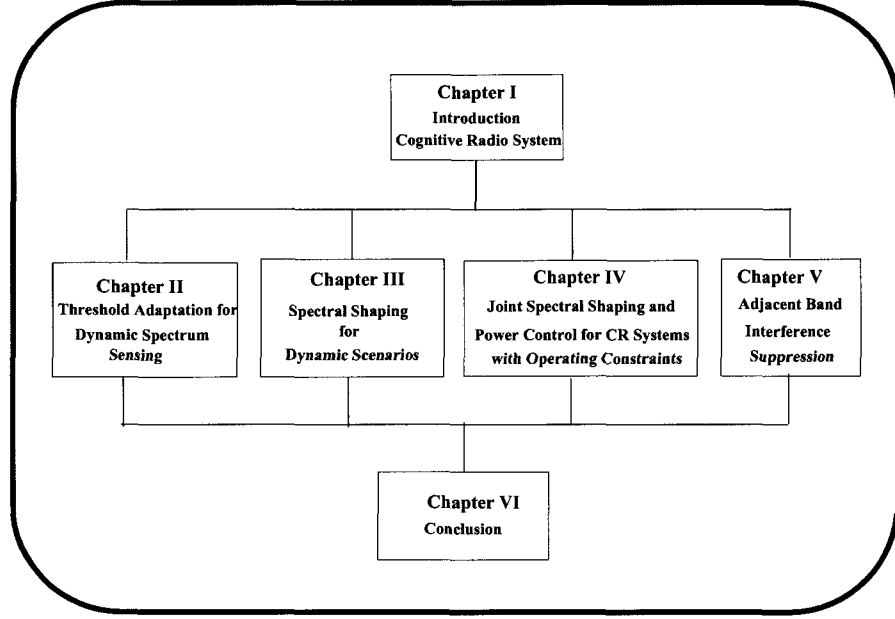 Chapter I
Introduction
Cognitive Radio System
Chapter II
Threshold Adaptation for
Dynamic Spectrum
Sensing
Chapter III
Spectral Shaping
for
Dynamic Scenarios
Chapter IV
Joint Spectral Shaping and
Power Control for CR Systems
with Operating Constraints
Chapter V
Adjacent Band
Interference
Suppression
Chapter VI
Conclusion